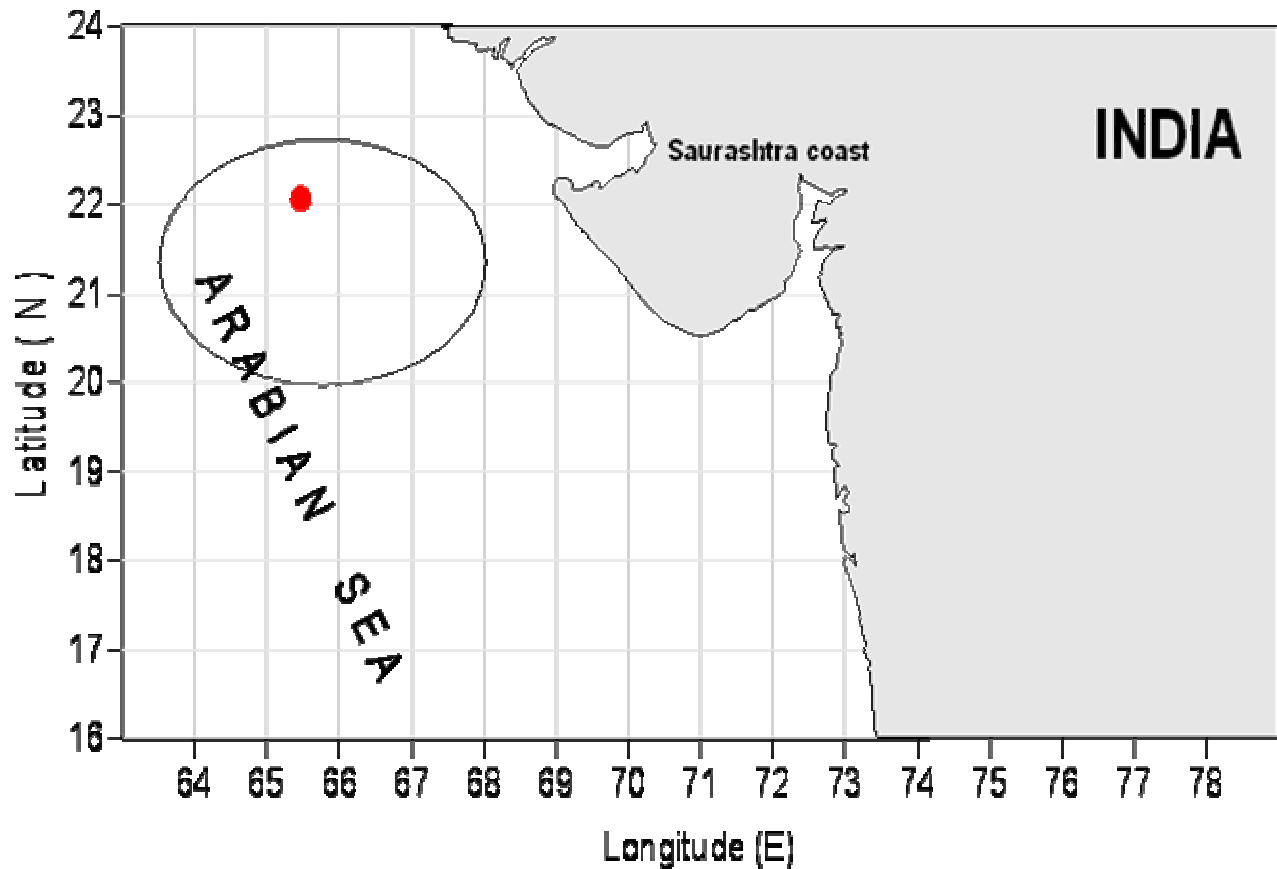 24
23
22
21
20
19
18
17
16
Latitude ( N )
INDIA
Saurashtra coast
ARABIAN SEA
64 65 66 67 68 69 70 71 72 73 74 75 76 77 78
Longitude (E)